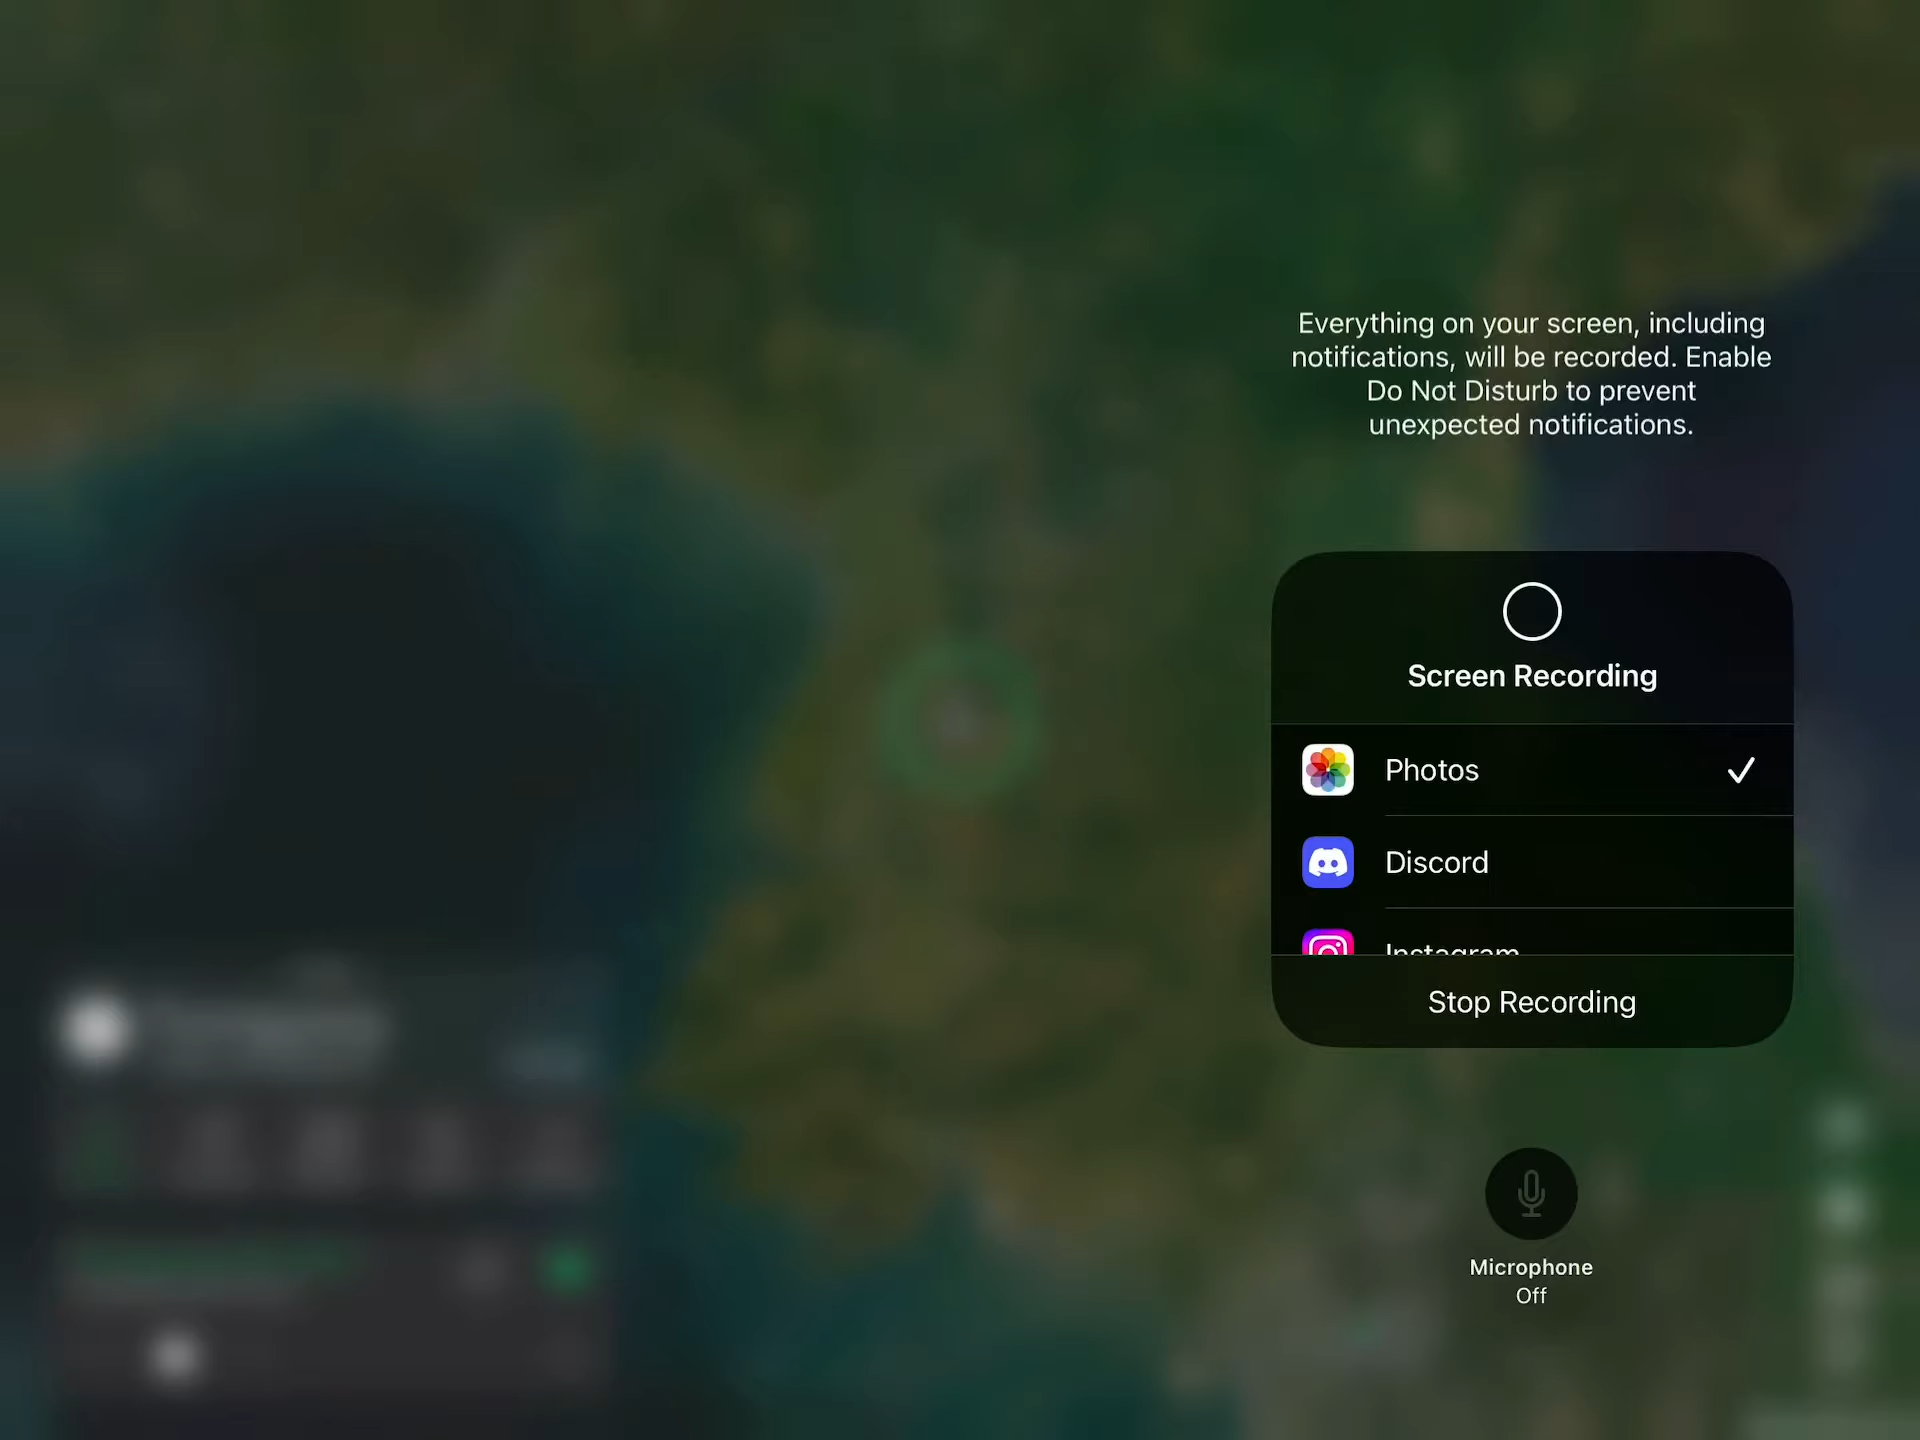 Everything on your screen, including
notifications, will be recorded. Enable
Do Not Disturb to prevent
unexpected notifications.
Screen Recording
Photos
Discord
Instagram
Stop Recording
Microphone
Off